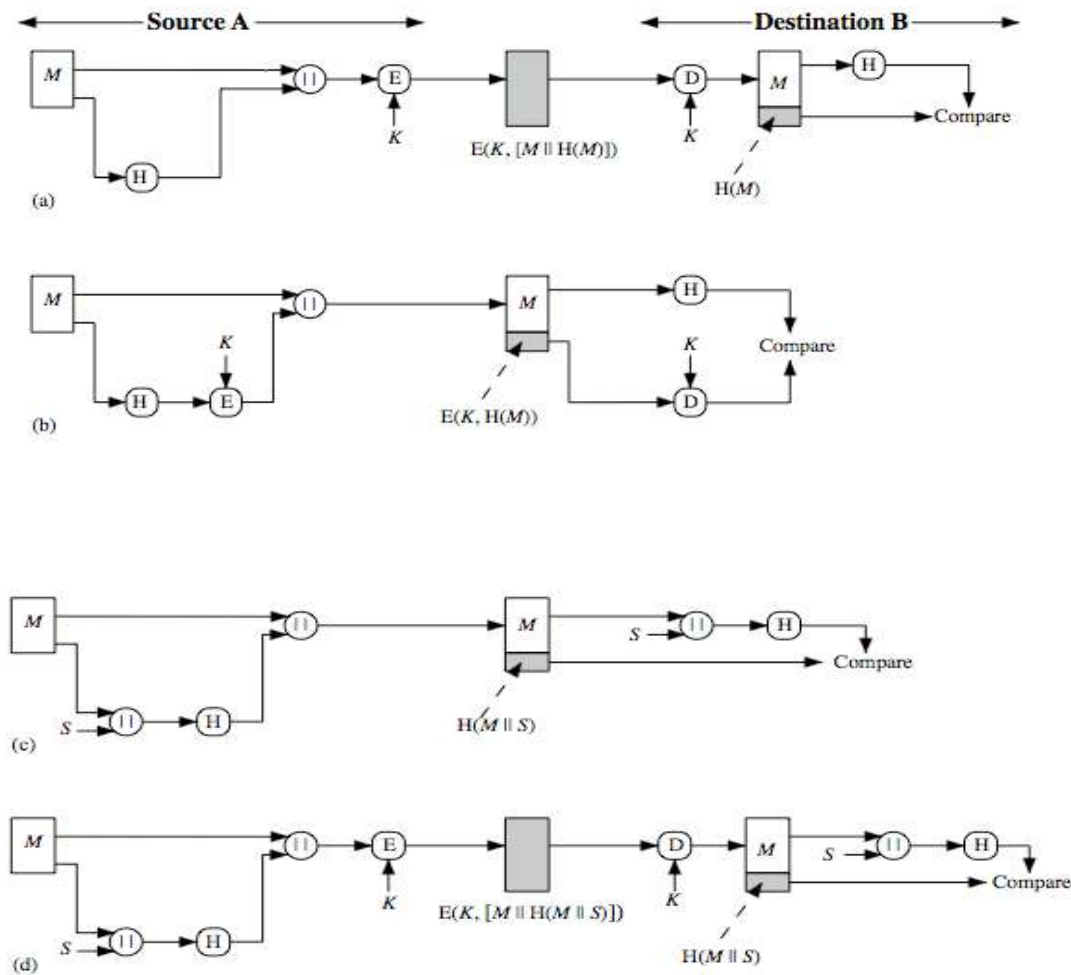 Source A Destination B
M || E D M H
K K Compare
E(K, [M || H(M)])
H H(M)
(a)
M || M H
K K Compare
H E D
E(K, H(M))
(b)
M || M S || H
Compare
S || H H(M || S)
(c)
M || E D M S || H
K K Compare
E(K, [M || H(M || S)])
S || H H(M || S)
(d)